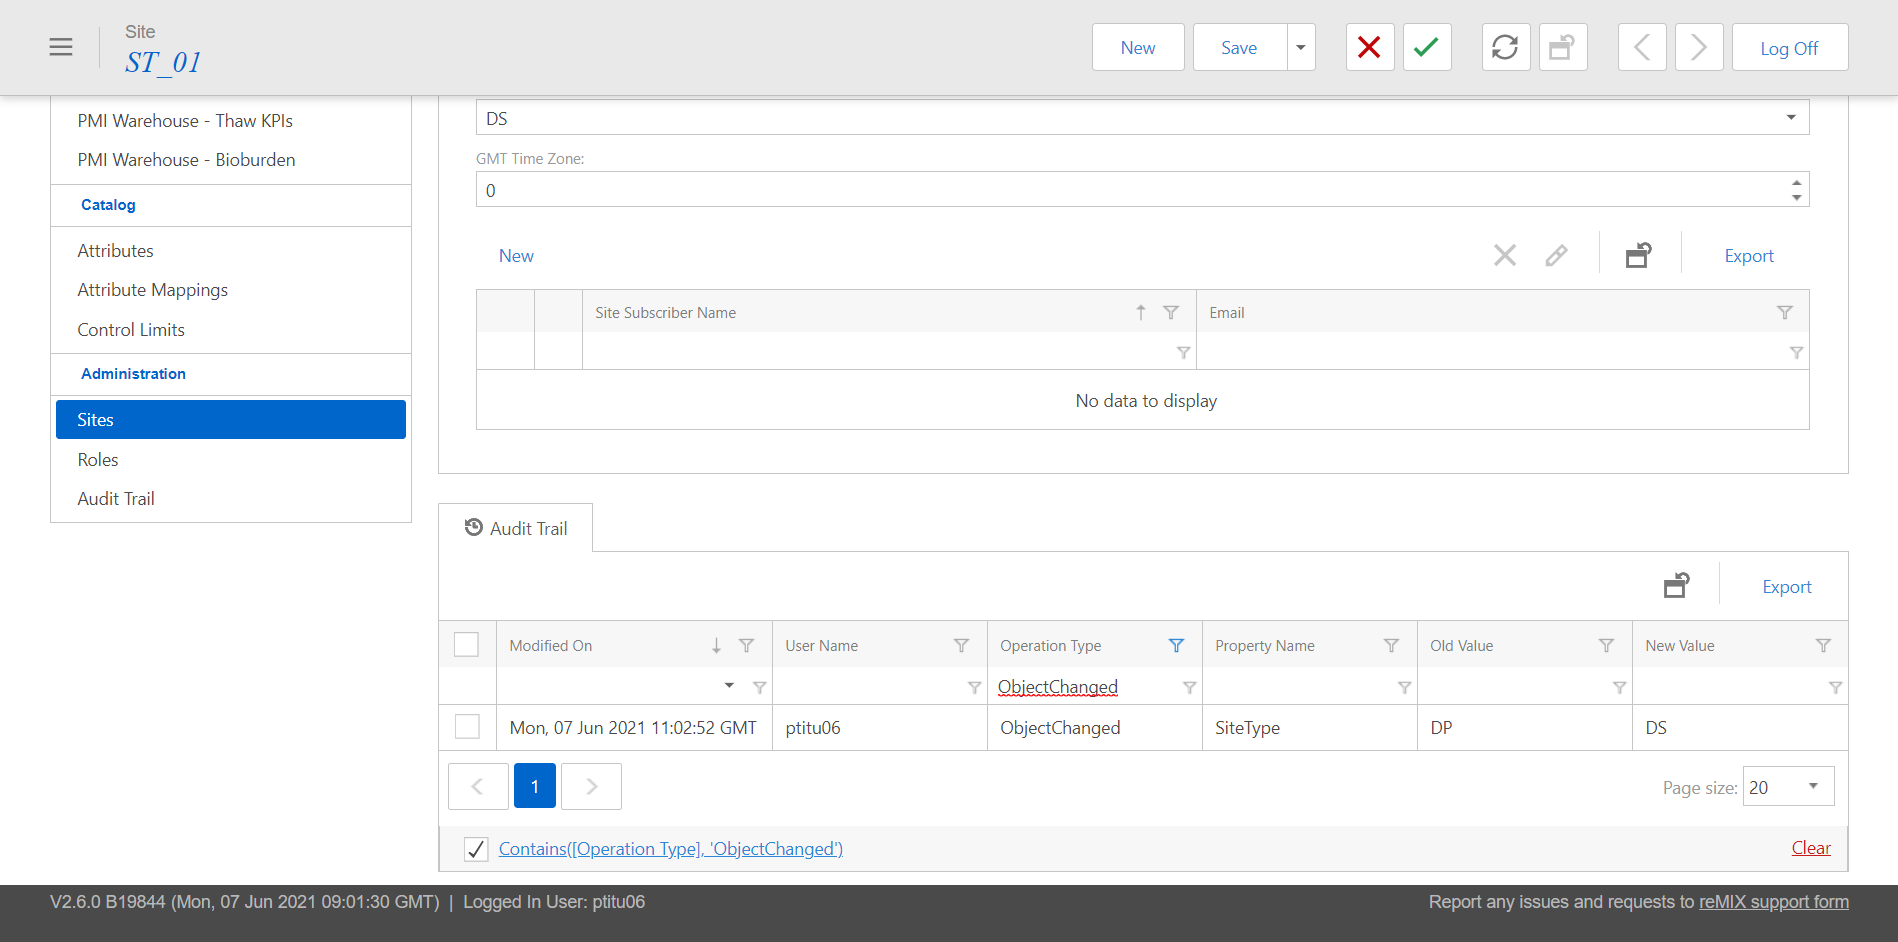 Site
ST_01
New
Save
Log Off
PMI Warehouse - Thaw KPIs
PMI Warehouse - Bioburden
Catalog
Attributes
Attribute Mappings
Control Limits
Administration
Sites
Roles
Audit Trail
DS
GMT Time Zone:
0
New
Export
Site Subscriber Name
Email
No data to display
Audit Trail
Export
Modified On
User Name
Operation Type
Property Name
Old Value
New Value
ObjectChanged
Mon, 07 Jun 2021 11:02:52 GMT
ptitu06
ObjectChanged
SiteType
DP
DS
1
Page size:
20
Contains([Operation Type], 'ObjectChanged')
Clear
V2.6.0 B19844 (Mon, 07 Jun 2021 09:01:30 GMT) | Logged In User: ptitu06
Report any issues and requests to reMIX support form